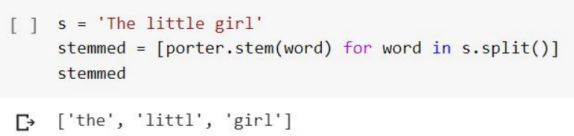 [ ] s = 'The little girl'
stemmed = [porter.stem(word) for word in s.split()]
stemmed
['the', 'littl', 'girl']